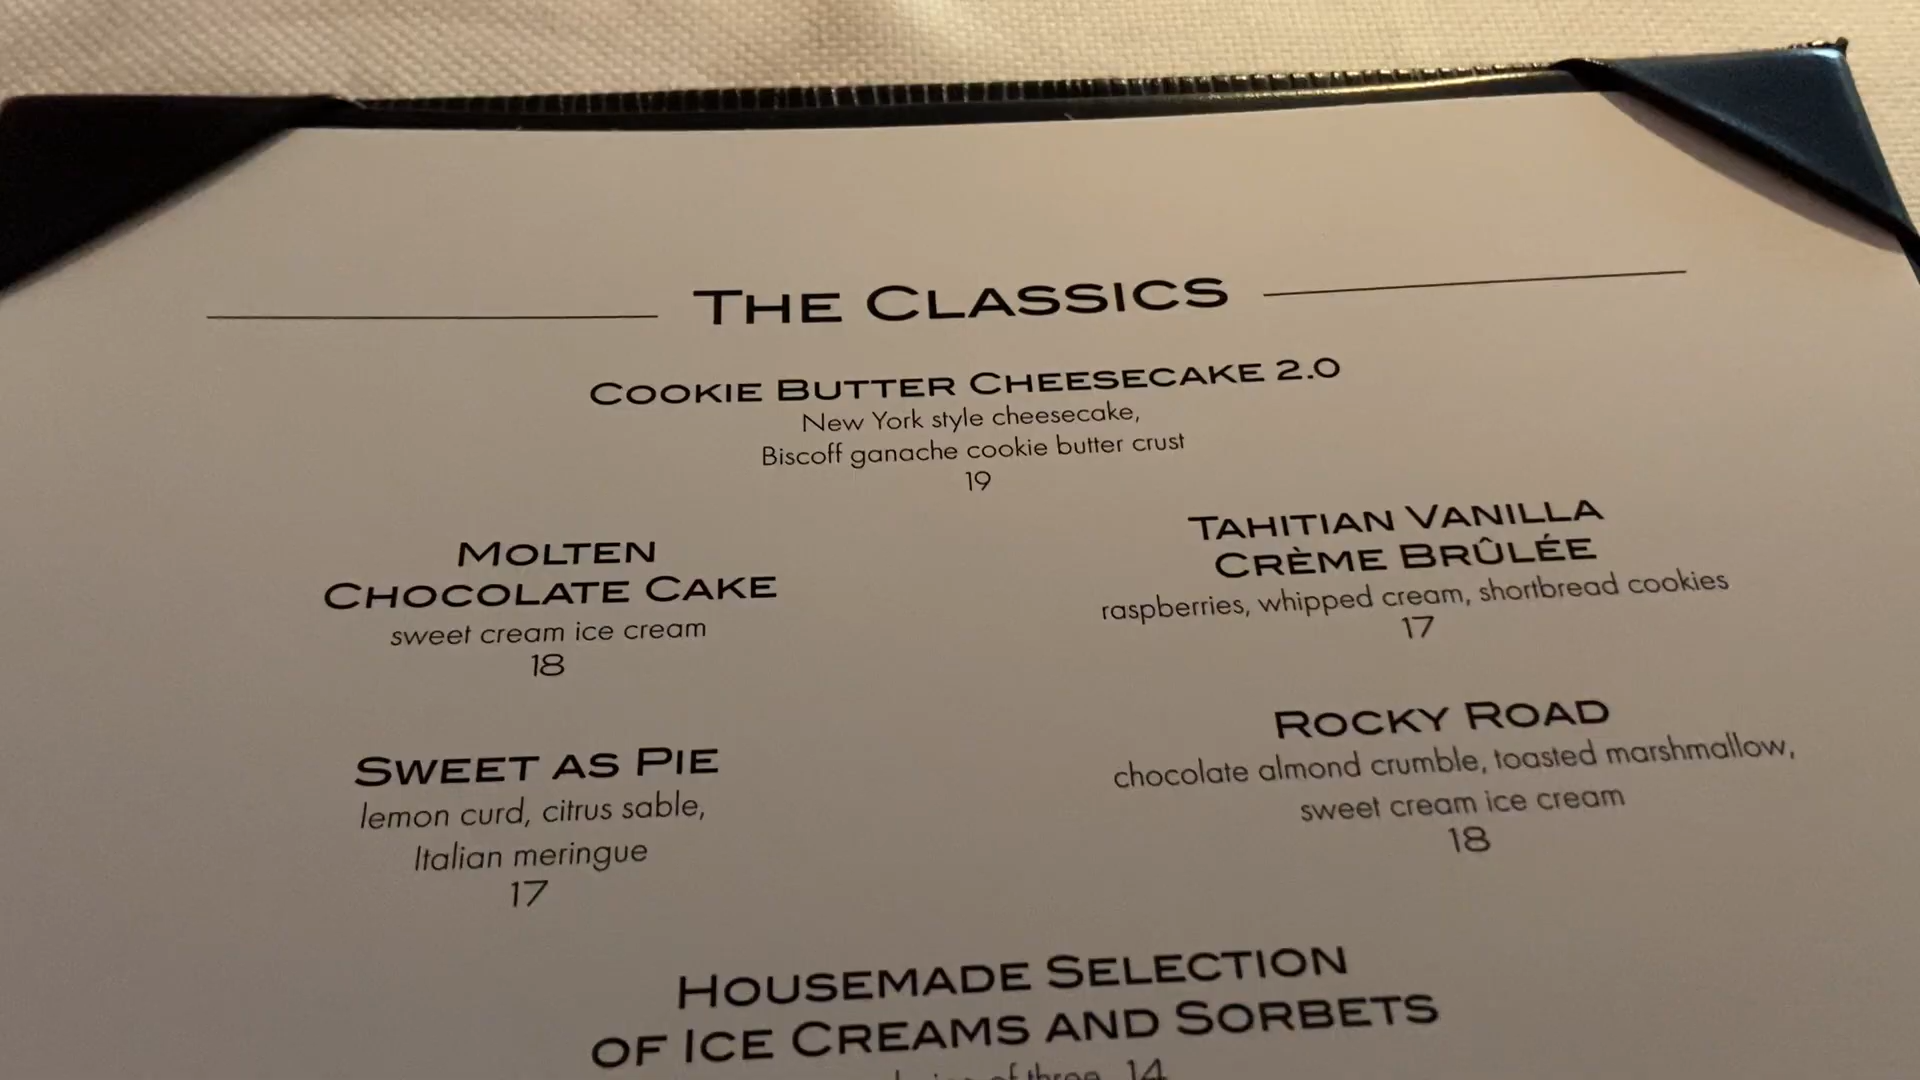 THE CLASSICS
COOKIE BUTTER CHEESECAKE 2.0
New York style cheesecake,
Biscoff ganache cookie butter crust
19
MOLTEN
CHOCOLATE CAKE
sweet cream ice cream
18
TAHITIAN VANILLA
CRÈME BRÛLÉE
raspberries, whipped cream, shortbread cookies
17
SWEET AS PIE
lemon curd, citrus sable,
Italian meringue
17
ROCKY ROAD
chocolate almond crumble, toasted marshmallow,
sweet cream ice cream
18
HOUSEMADE SELECTION
OF ICE CREAMS AND SORBETS
of three 14